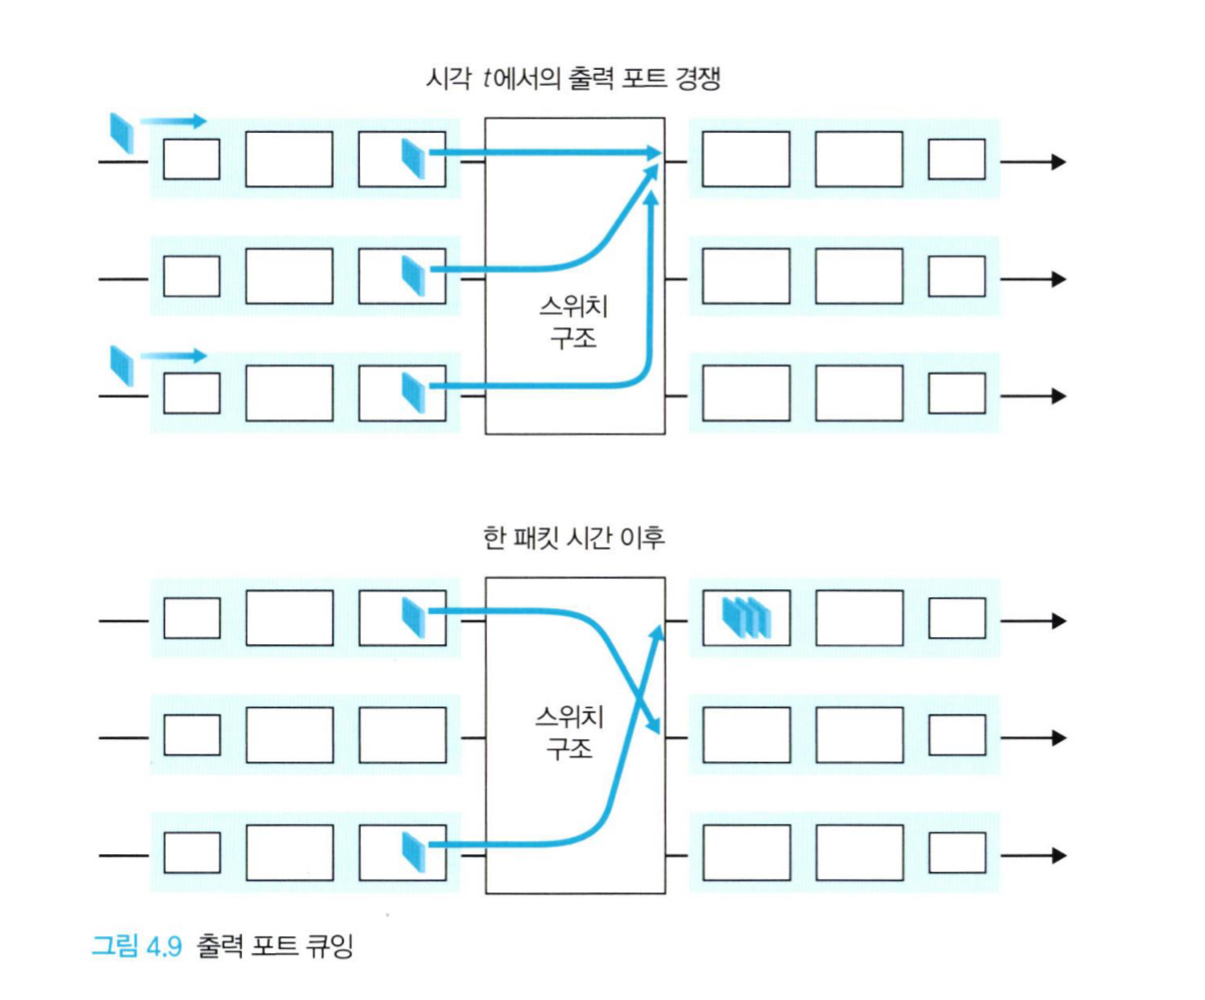 시각 t에서의 출력 포트 경쟁
스위치
구조
한 패킷 시간 이후
스위치
구조
그림 4.9 출력 포트 큐잉